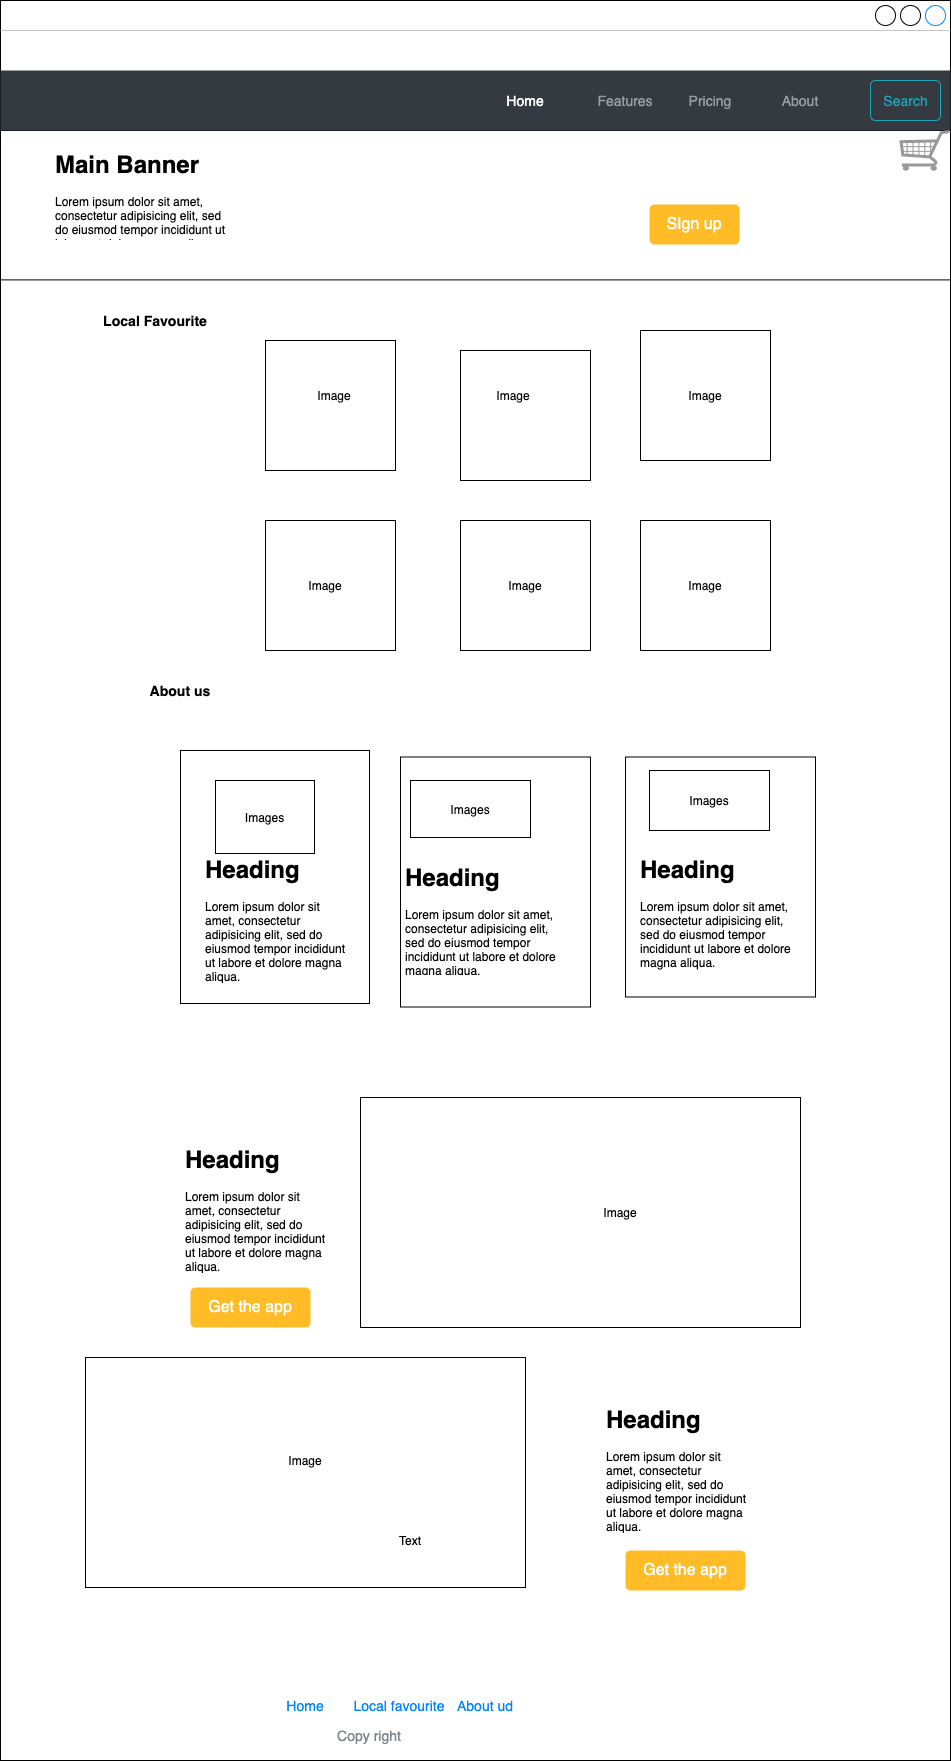 Home Features Pricing About Search
Main Banner
Lorem ipsum dolor sit amet,
consectetur adipisicing elit, sed
do eiusmod tempor incididunt ut
SIgn up
Local Favourite
Image Image Image
Image Image Image
About us
Images
Heading
Lorem ipsum dolor sit
amet, consectetur
adipisicing elit, sed do
eiusmod tempor incididunt
ut labore et dolore magna
aliqua.
Images
Heading
Lorem ipsum dolor sit amet,
consectetur adipisicing elit,
sed do eiusmod tempor
incididunt ut labore et dolore
magna aliqua.
Images
Heading
Lorem ipsum dolor sit amet,
consectetur adipisicing elit,
sed do eiusmod tempor
incididunt ut labore et dolore
magna aliqua.
Heading
Lorem ipsum dolor sit
amet, consectetur
adipisicing elit, sed do
eiusmod tempor incididunt
ut labore et dolore magna
aliqua.
Get the app
Image
Image
Text
Heading
Lorem ipsum dolor sit
amet, consectetur
adipisicing elit, sed do
eiusmod tempor incididunt
ut labore et dolore magna
aliqua.
Get the app
Home Local favourite About ud
Copy right